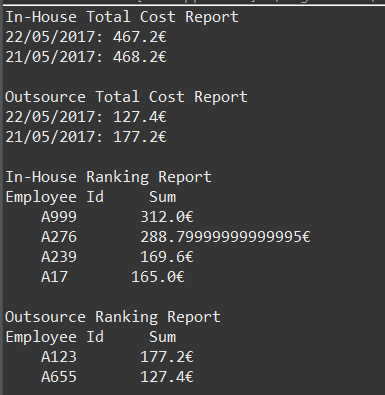 In-House Total Cost Report
22/05/2017: 467.2€
21/05/2017: 468.2€
Outsource Total Cost Report
22/05/2017: 127.4€
21/05/2017: 177.2€
In-House Ranking Report
Employee Id Sum
A999 312.0€
A276 288.79999999999995€
A239 169.6€
A17 165.0€
Outsource Ranking Report
Employee Id Sum
A123 177.2€
A655 127.4€